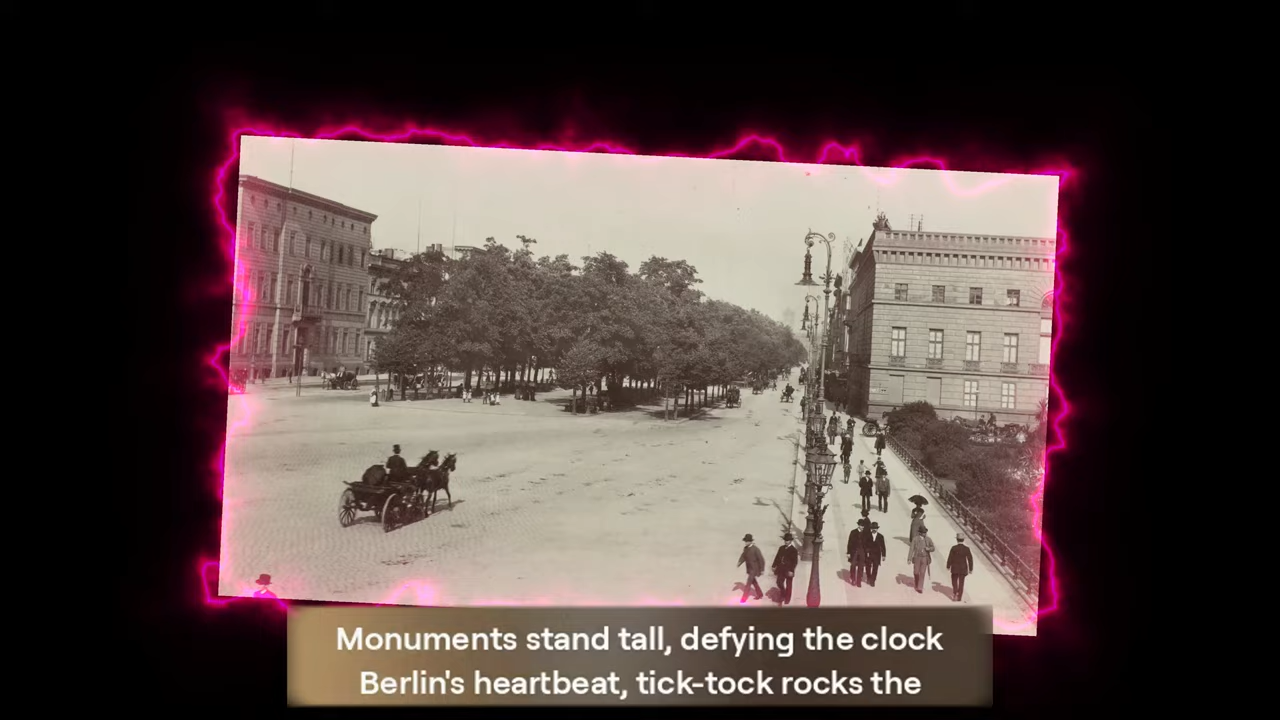 Monuments stand tall, defying the clock
Berlin's heartbeat, tick-tock rocks the